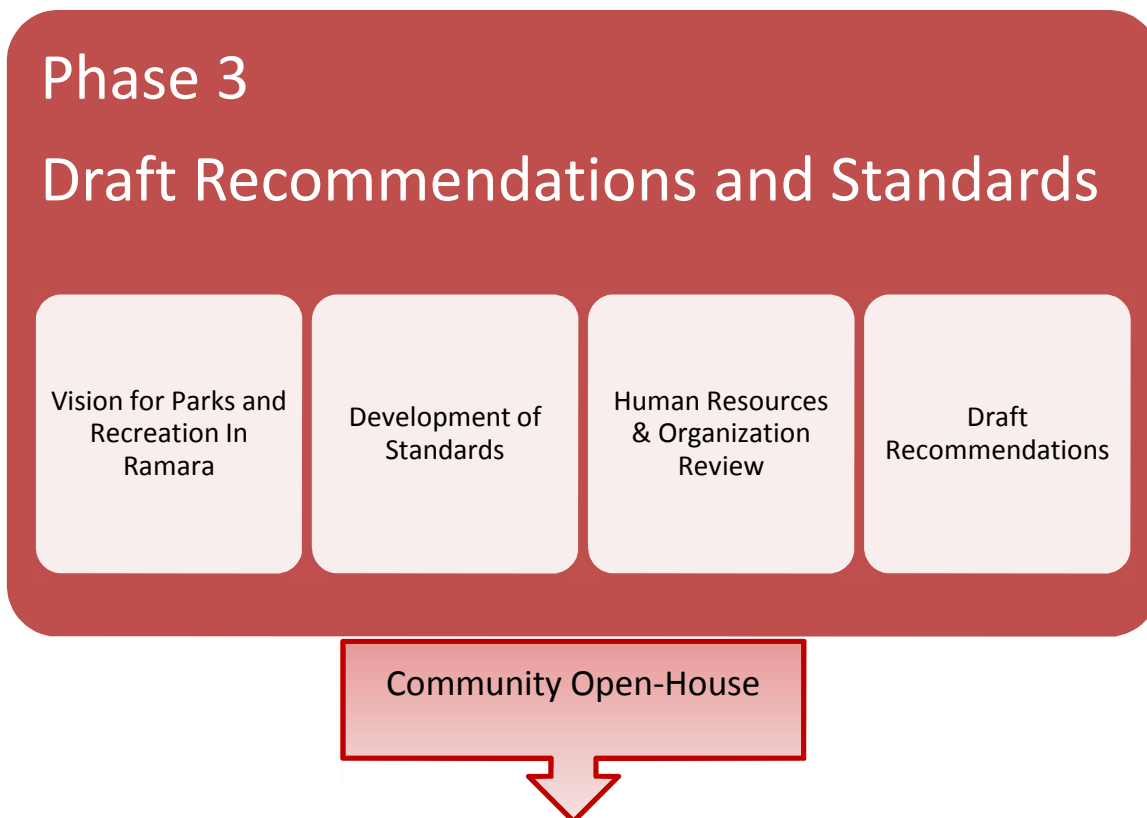 Phase 3
Draft Recommendations and Standards
Vision for Parks and
Recreation In
Ramara
Development of
Standards
Human Resources
& Organization
Review
Draft
Recommendations
Community Open-House